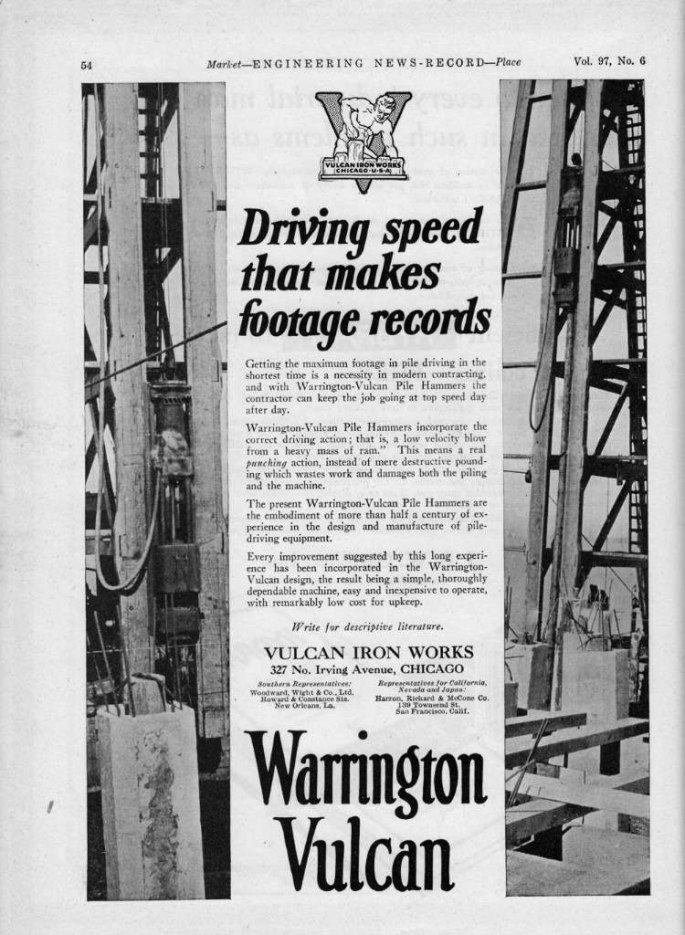 54
Market—ENGINEERING NEWS-RECORD—Place
Vol. 97, No. 6
VULCAN IRON WORKS
CHICAGO·U·S·A
Driving speed
that makes
footage records
Getting the maximum footage in pile driving in the
shortest time is a necessity in modern contracting,
and with Warrington-Vulcan Pile Hammers the
contractor can keep the job going at top speed day
after day.
Warrington-Vulcan Pile Hammers incorporate the
correct driving action; that is, a low velocity blow
from a heavy mass of ram." This means a real
punching action, instead of mere destructive pound-
ing which wastes work and damages both the piling
and the machine.
The present Warrington-Vulcan Pile Hammers are
the embodiment of more than half a century of ex-
perience in the design and manufacture of pile-
driving equipment.
Every improvement suggested by this long experi-
ence has been incorporated in the Warrington-
Vulcan design, the result being a simple, thoroughly
dependable machine, easy and inexpensive to operate,
with remarkably low cost for upkeep.
Write for descriptive literature.
VULCAN IRON WORKS
327 No. Irving Avenue, CHICAGO
Southern Representatives:
Woodward, Wight & Co., Ltd.
Howard & Constance Sts.
New Orleans, La.
Representatives for California,
Nevada and Japan:
Harron, Rickard & McCone Co.
139 Townsend St.
San Francisco, Calif.
Warrington
Vulcan